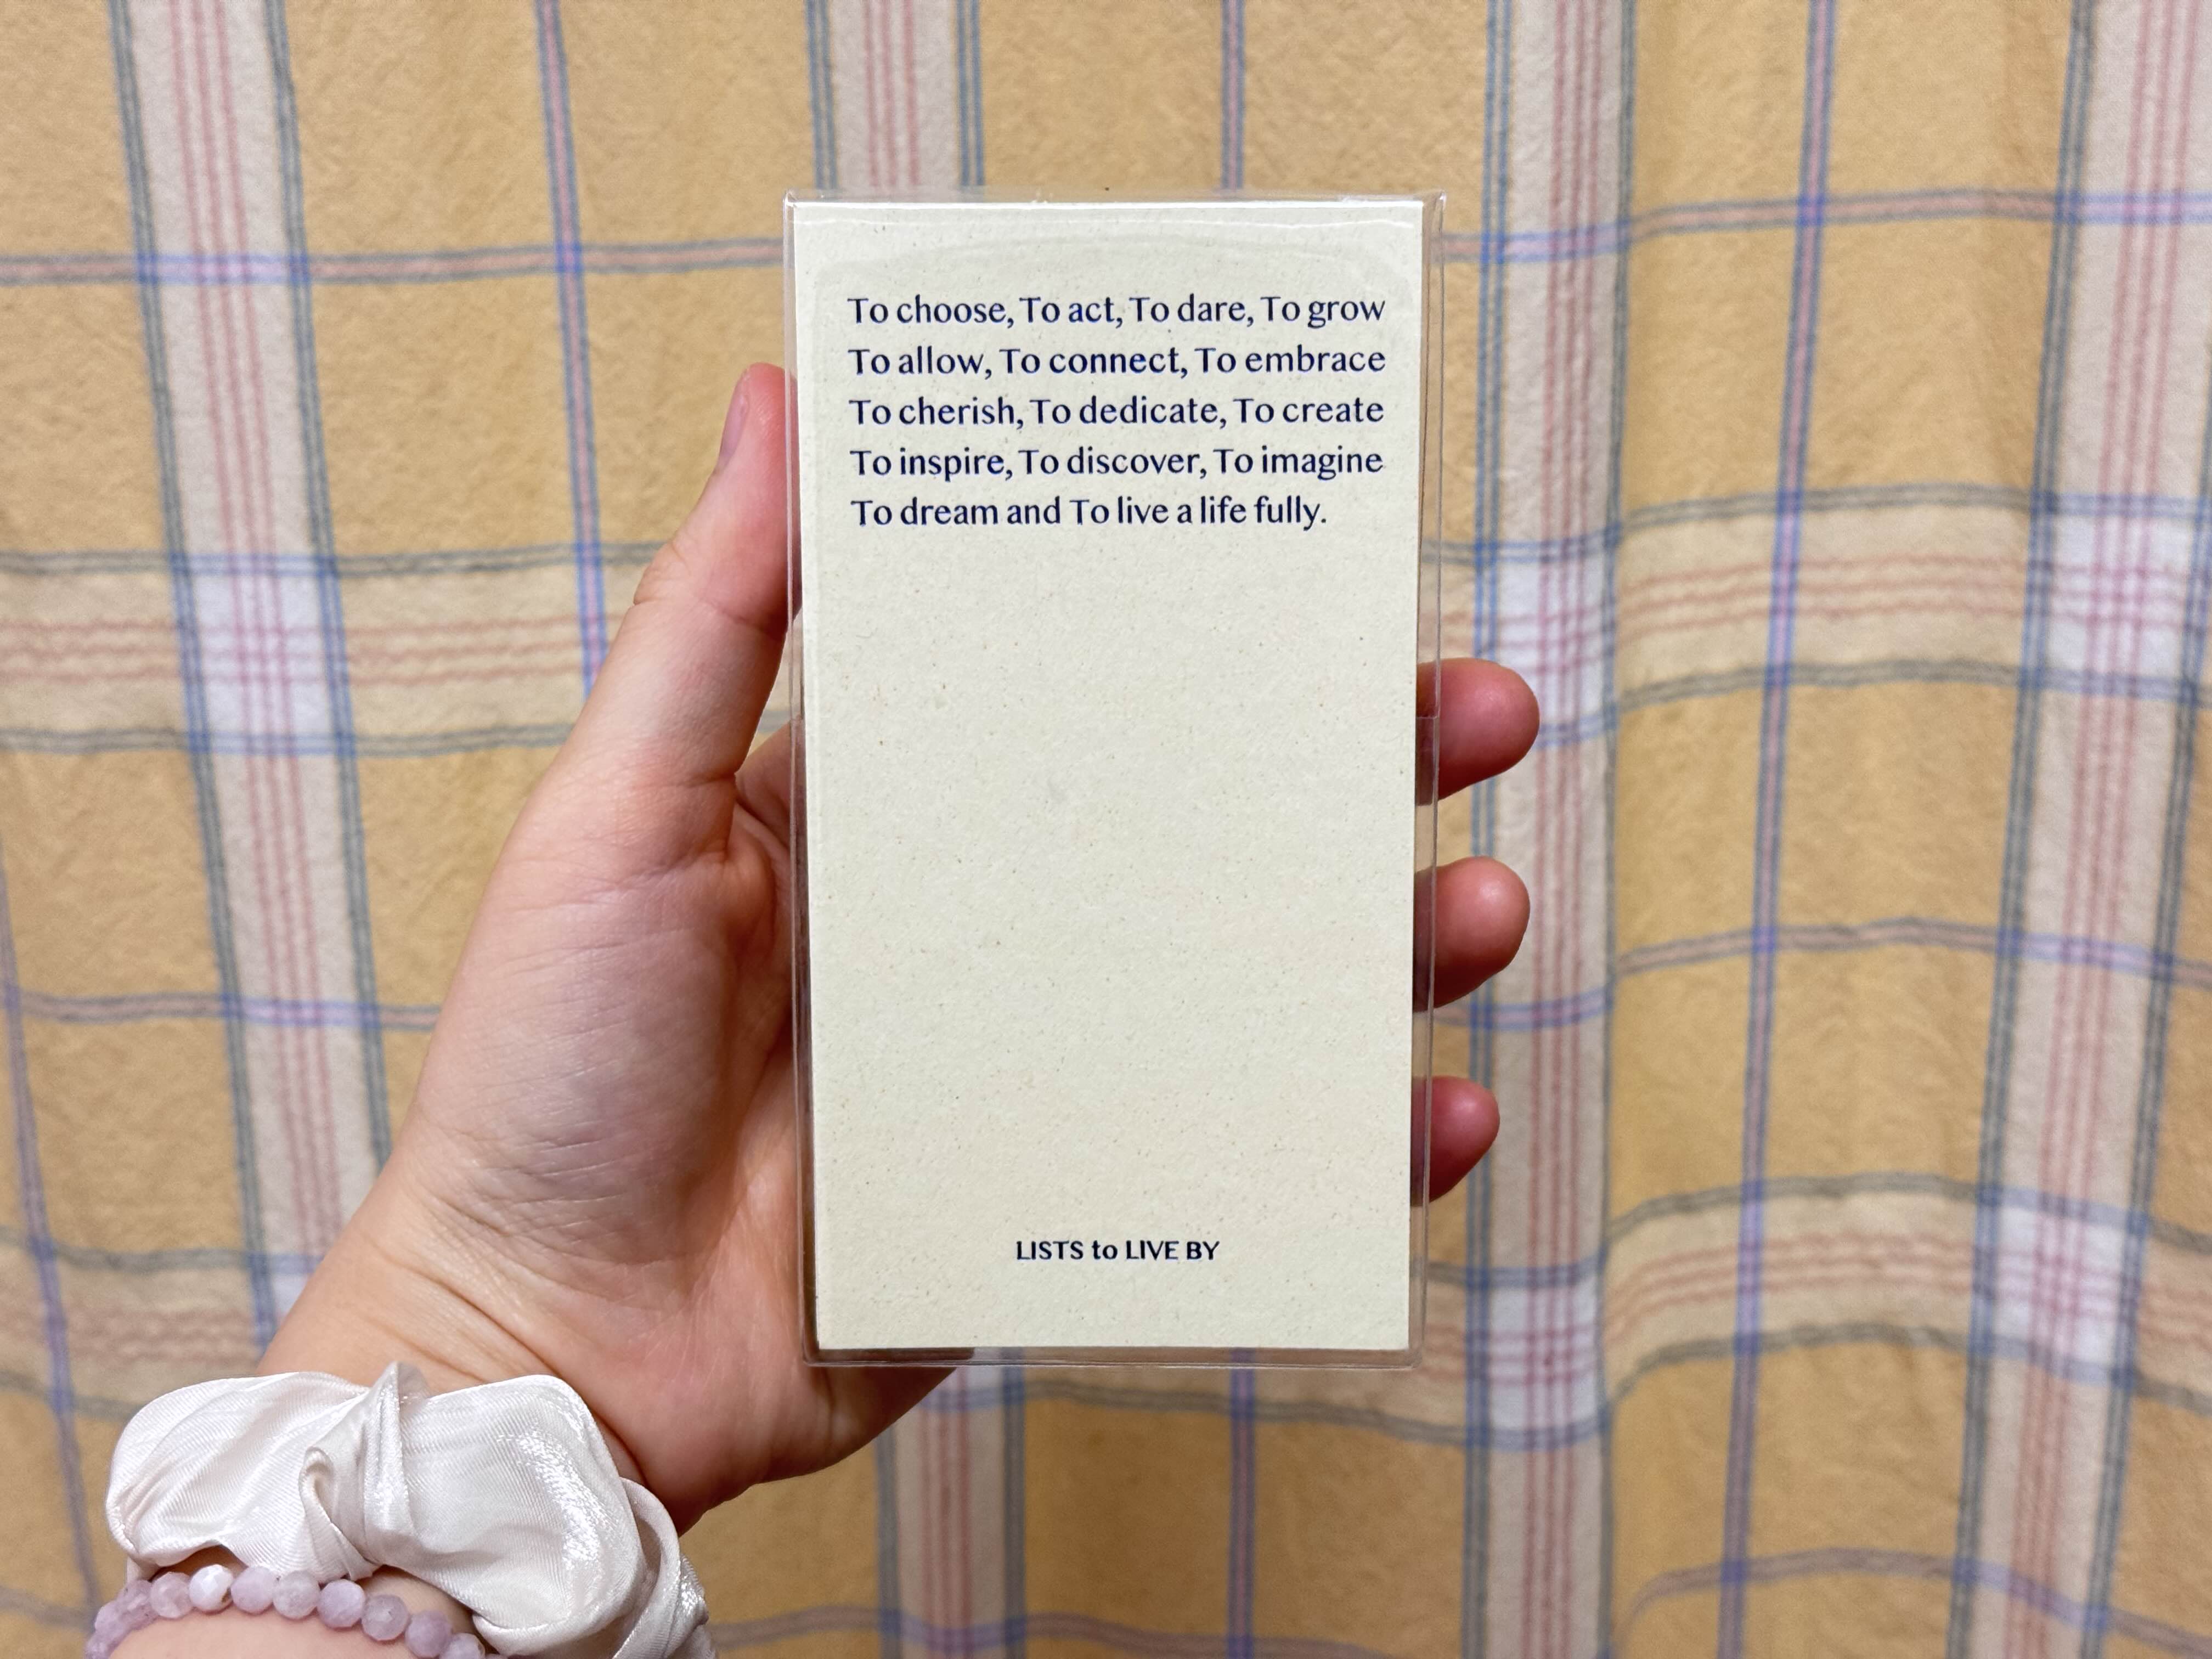 To choose, To act, To dare, To grow
To allow, To connect, To embrace
To cherish, To dedicate, To create
To inspire, To discover, To imagine
To dream and To live a life fully.
LISTS to LIVE BY